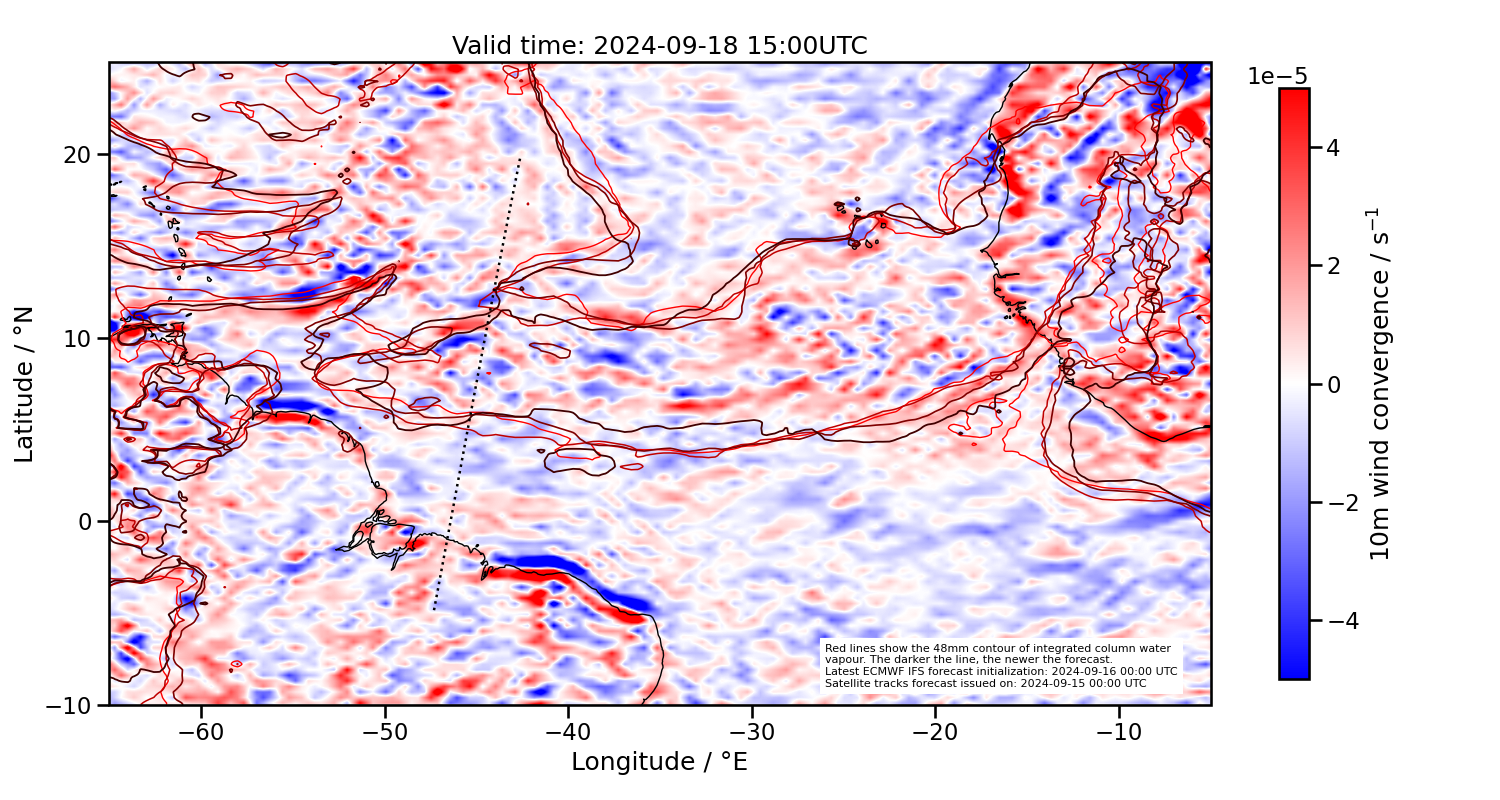 Valid time: 2024-09-18 15:00UTC
1e−5
Latitude / °N
20
10
0
−10
−60
−50
−40
−30
−20
−10
Longitude / °E
4
2
0
−2
−4
10m wind convergence / s⁻¹
Red lines show the 48mm contour of integrated column water
vapour. The darker the line, the newer the forecast.
Latest ECMWF IFS forecast initialization: 2024-09-16 00:00 UTC
Satellite tracks forecast issued on: 2024-09-15 00:00 UTC